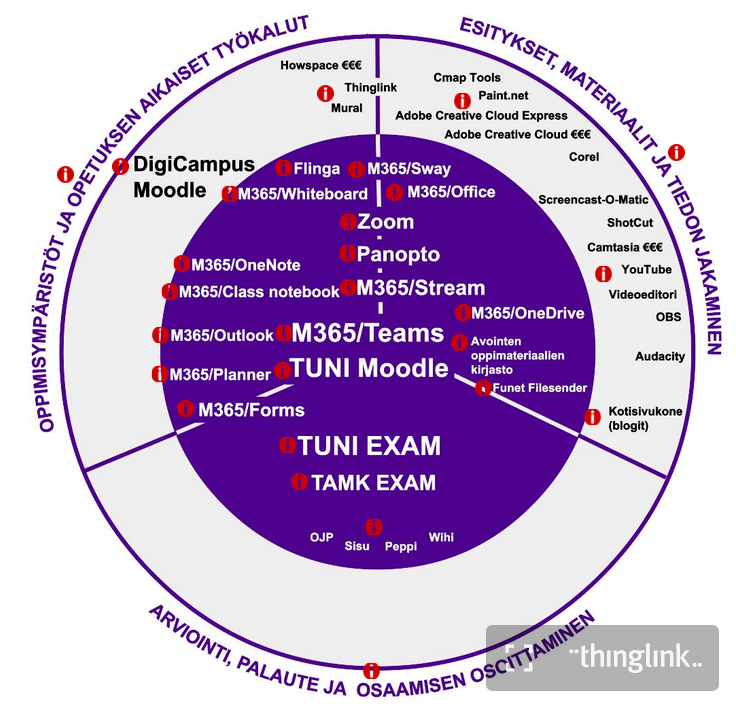 OPPIMISYMPÄRISTÖT JA OPETUKSEN AIKAISET TYÖKALUT
ESITYKSET, MATERIAALIT JA TIEDON JAKAMINEN
Howspace €€€
Thinglink
Mural
Cmap Tools
Paint.net
Adobe Creative Cloud Express
Adobe Creative Cloud €€€
Corel
DigiCampus
Moodle
Flinga
M365/Sway
M365/Whiteboard
M365/Office
Screencast-O-Matic
Zoom
ShotCut
Panopto
Camtasia €€€
M365/OneNote
YouTube
M365/Class notebook
M365/Stream
Videoeditori
M365/OneDrive
OBS
M365/Outlook
M365/Teams
Avointen
oppimateriaalien
kirjasto
Audacity
M365/Planner
TUNI Moodle
Funet Filesender
M365/Forms
Kotisivukone
(blogit)
TUNI EXAM
TAMK EXAM
OJP
Sisu
Peppi
Wihi
ARVIOINTI, PALAUTE JA OSAAMISEN OSOITTAMINEN
¨thinglink..